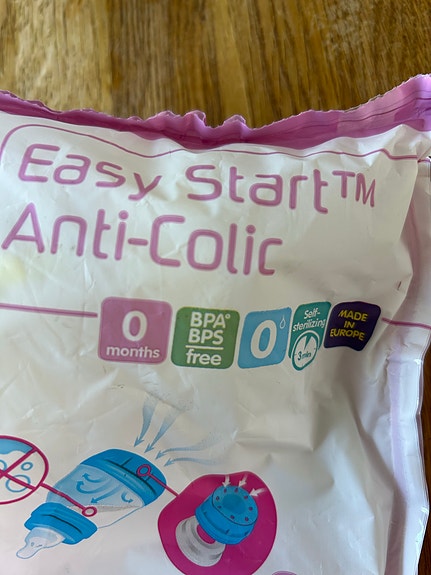 Easy Start™
Anti-Colic
0
months
BPA°
BPS
free
0
Self-
sterilizing
3 min
MADE
IN
EUROPE